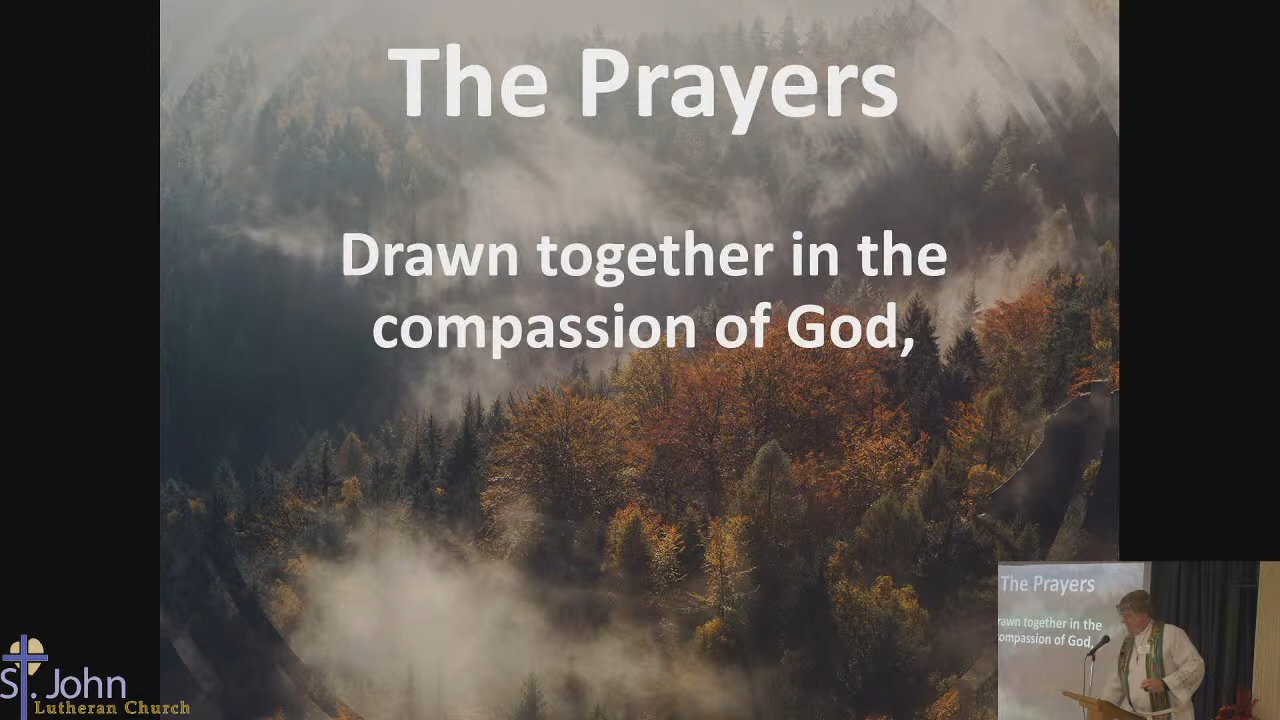 The Prayers
Drawn together in the
compassion of God,
The Prayers
rawn together in the
ompassion of God,
St. John
Lutheran Church